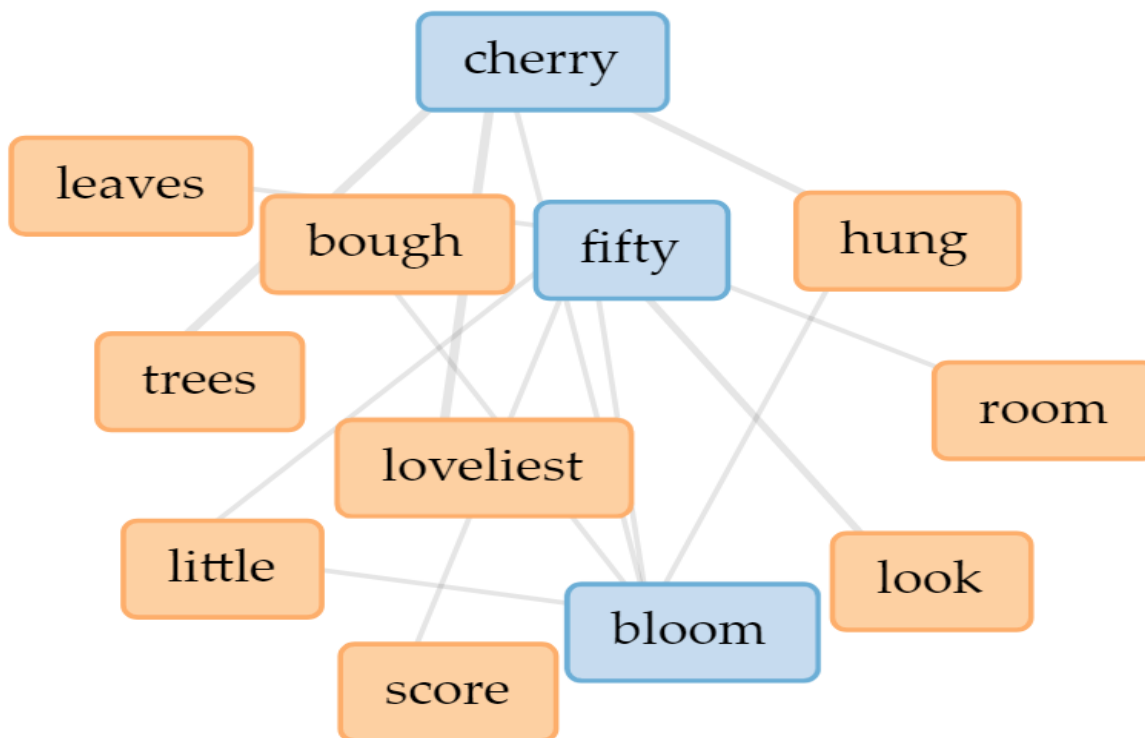 cherry
leaves
bough
fifty
hung
trees
room
loveliest
little
look
bloom
score